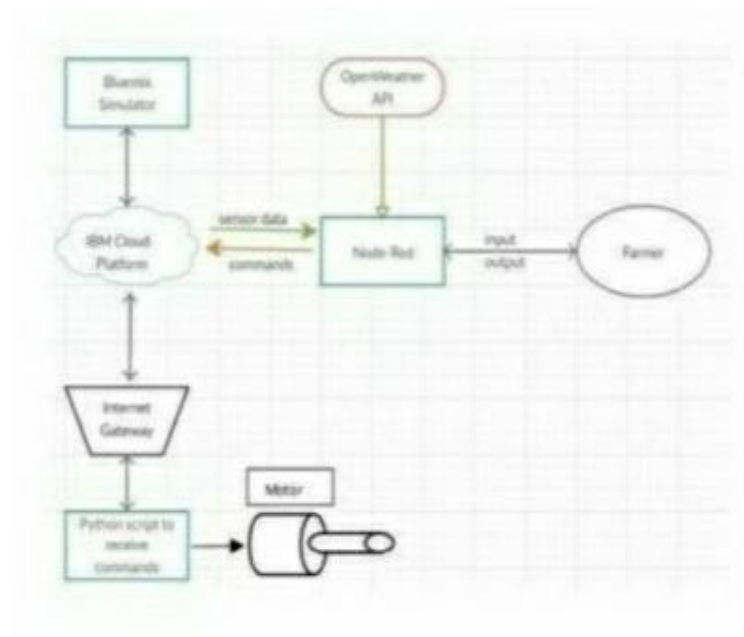 Bluemix
Simulator
OpenWeather
API
sensor data
IBM Cloud
Platform
commands
Node-Red
input
output
Farmer
Internet
Gateway
Motor
Python script to
receive
commands